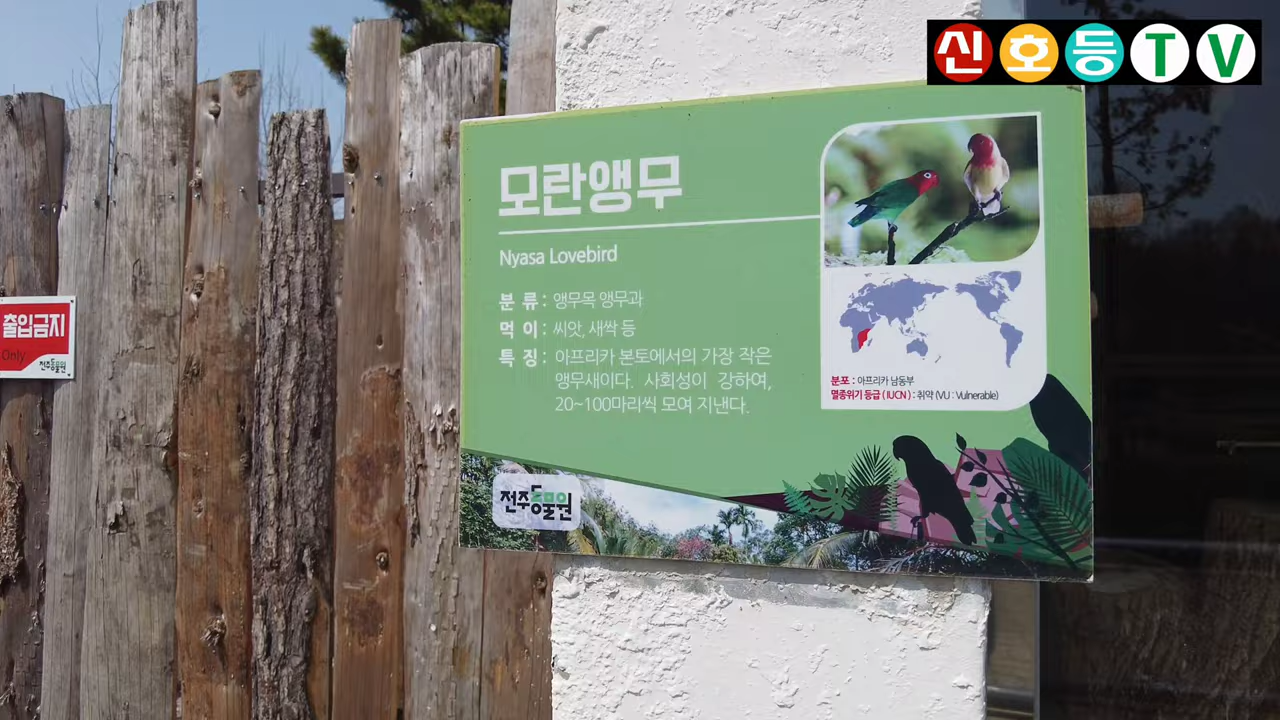 신호등TV
모란앵무
Nyasa Lovebird
분 류 : 앵무목 앵무과
먹 이 : 씨앗, 새싹 등
특 징 : 아프리카 본토에서의 가장 작은
앵무새이다. 사회성이 강하여,
20~100마리씩 모여 지낸다.
분포 : 아프리카 남동부
멸종위기 등급 ( IUCN ) : 취약 (VU : Vulnerable)
전주동물원
출입금지
Only
전주동물원